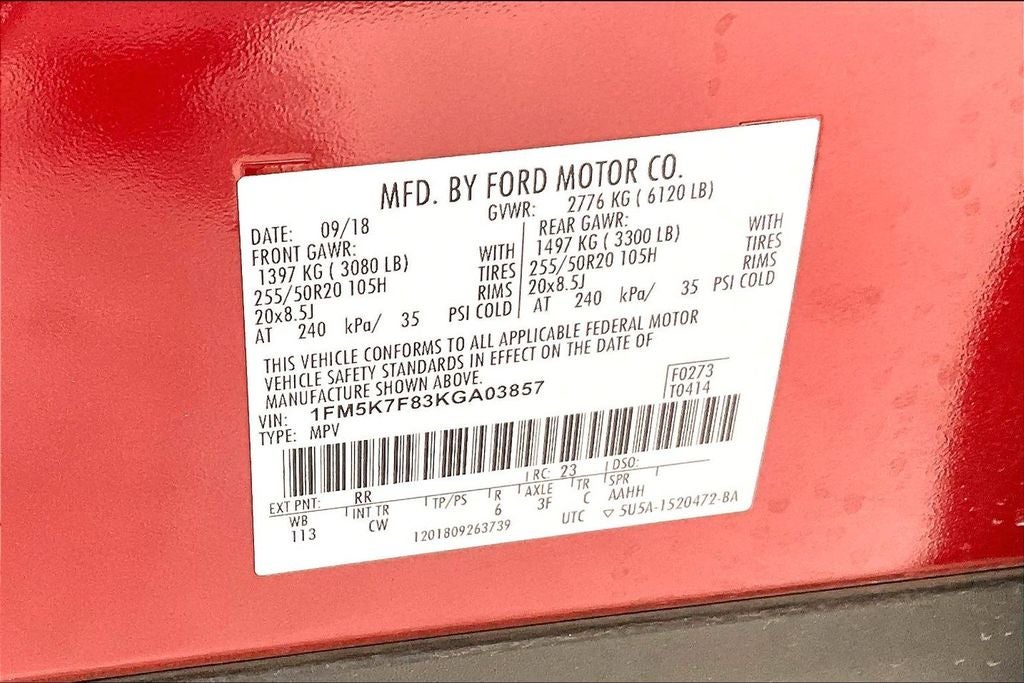 MFD. BY FORD MOTOR CO.
DATE: 09/18 GVWR: 2776 KG ( 6120 LB)
FRONT GAWR: REAR GAWR:
1397 KG ( 3080 LB) WITH 1497 KG ( 3300 LB) WITH
255/50R20 105H TIRES 255/50R20 105H TIRES
20x8.5J RIMS 20x8.5J RIMS
AT 240 kPa/ 35 PSI COLD AT 240 kPa/ 35 PSI COLD
THIS VEHICLE CONFORMS TO ALL APPLICABLE FEDERAL MOTOR
VEHICLE SAFETY STANDARDS IN EFFECT ON THE DATE OF
MANUFACTURE SHOWN ABOVE.
VIN: 1FM5K7F83KGA03857 F0273
TYPE: MPV T0414
EXT PNT: RR RC: 23 DSO:
WB INT TR TP/PS R AXLE TR SPR
113 CW 6 3F C AAHH
1201809263739 UTC ▽ 5U5A-1520472-BA